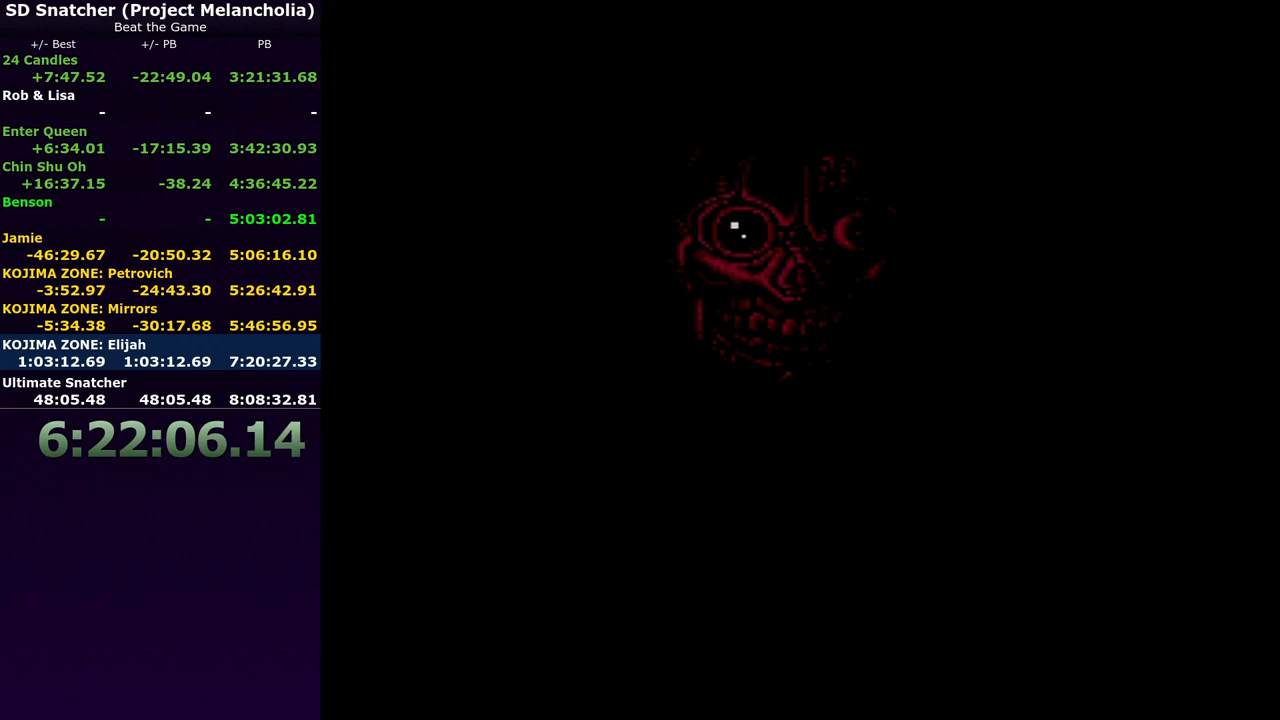 SD Snatcher (Project Melancholia)
Beat the Game
+/- Best +/- PB PB
24 Candles
+7:47.52 -22:49.04 3:21:31.68
Rob & Lisa
- - -
Enter Queen
+6:34.01 -17:15.39 3:42:30.93
Chin Shu Oh
+16:37.15 -38.24 4:36:45.22
Benson
- - 5:03:02.81
Jamie
-46:29.67 -20:50.32 5:06:16.10
KOJIMA ZONE: Petrovich
-3:52.97 -24:43.30 5:26:42.91
KOJIMA ZONE: Mirrors
-5:34.38 -30:17.68 5:46:56.95
KOJIMA ZONE: Elijah
1:03:12.69 1:03:12.69 7:20:27.33
Ultimate Snatcher
48:05.48 48:05.48 8:08:32.81
6:22:06.14